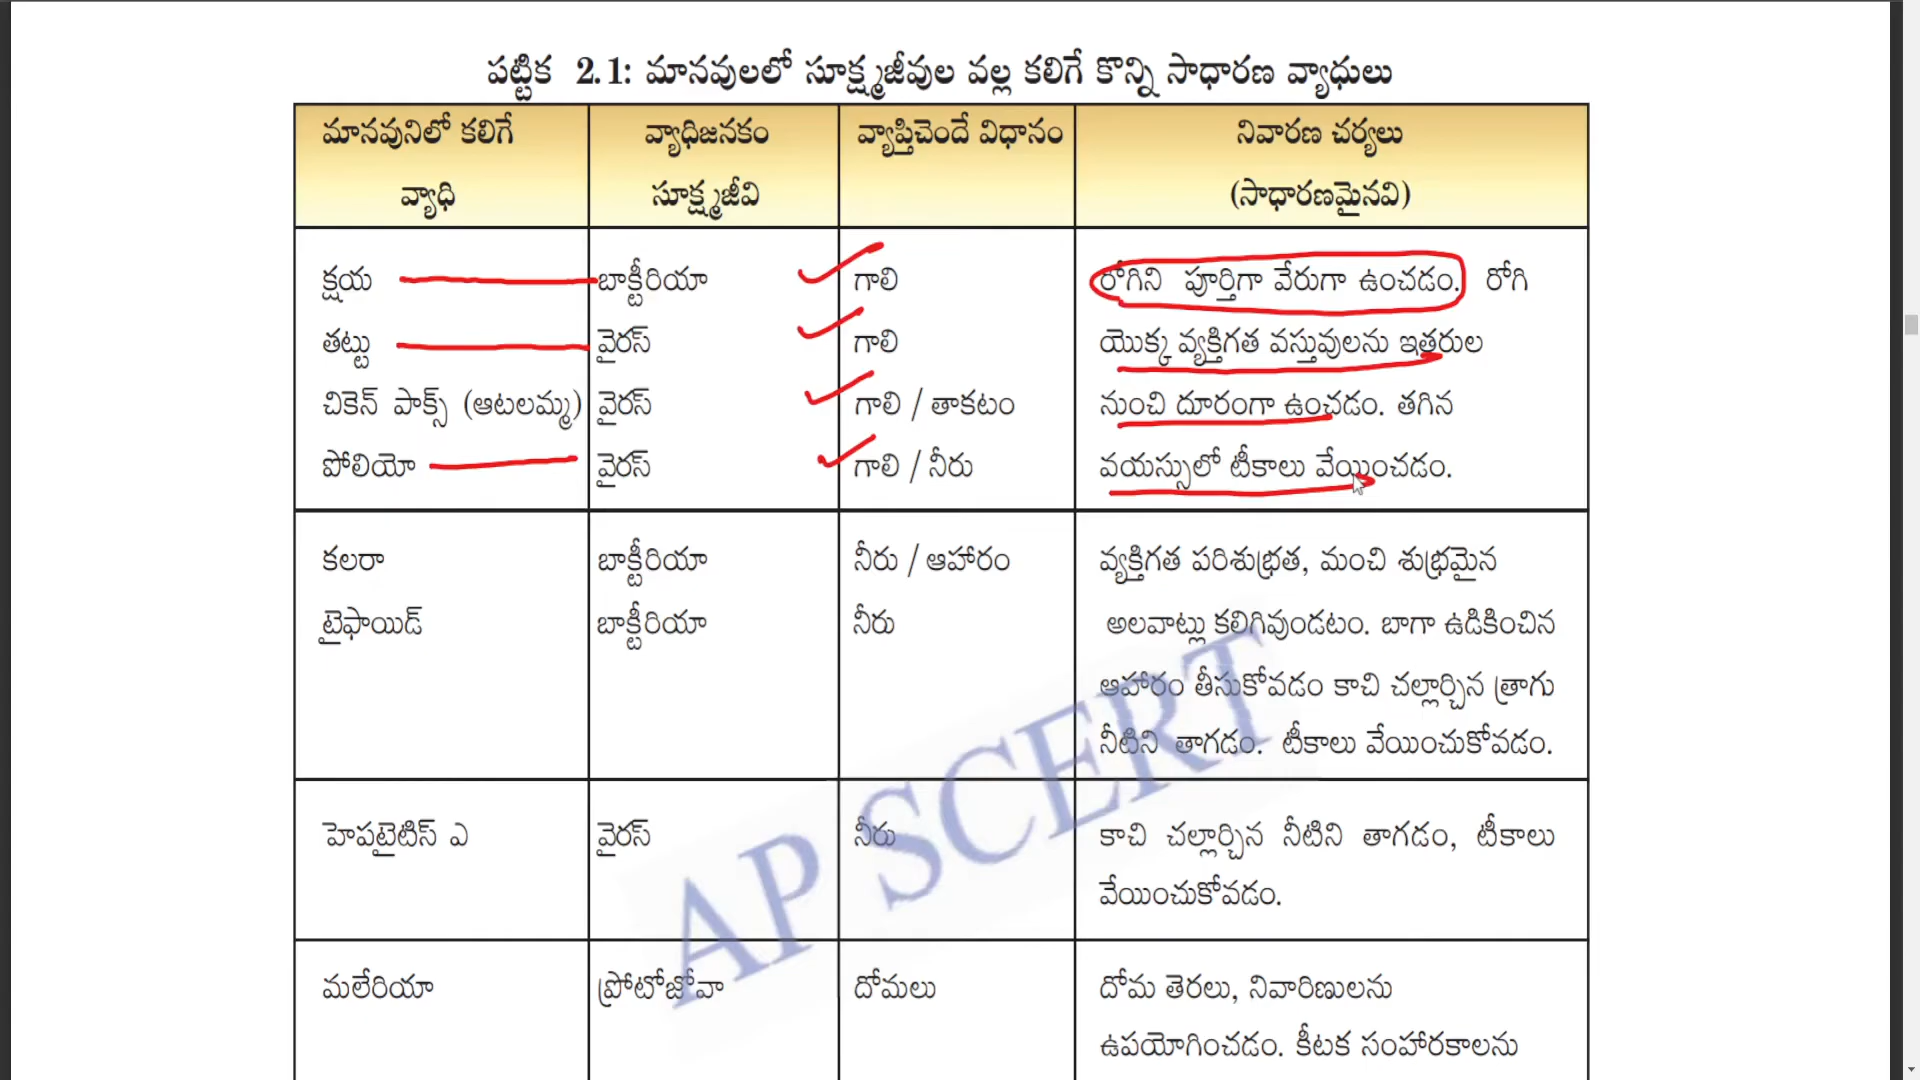 పట్టిక 2.1: మానవులలో సూక్ష్మజీవుల వల్ల కలిగే కొన్ని సాధారణ వ్యాధులు
మానవునిలో కలిగే వ్యాధి
వ్యాధిజనకం సూక్ష్మజీవి
వ్యాప్తిచెందే విధానం
నివారణ చర్యలు
(సాధారణమైనవి)
క్షయ బాక్టీరియా గాలి రోగిని పూర్తిగా వేరుగా ఉంచడం. రోగి
తట్టు వైరస్ గాలి యొక్క వ్యక్తిగత వస్తువులను ఇతరుల
చికెన్ పాక్స్ (ఆటలమ్మ) వైరస్ గాలి / తాకటం నుంచి దూరంగా ఉంచడం. తగిన
పోలియో వైరస్ గాలి / నీరు వయస్సులో టీకాలు వేయించడం.
కలరా బాక్టీరియా నీరు / ఆహారం వ్యక్తిగత పరిశుభ్రత, మంచి శుభ్రమైన
టైఫాయిడ్ బాక్టీరియా నీరు అలవాట్లు కలిగివుండటం. బాగా ఉడికించిన
ఆహారం తీసుకోవడం కాచి చల్లార్చిన త్రాగు
నీటిని తాగడం. టీకాలు వేయించుకోవడం.
హెపటైటిస్ ఎ వైరస్ నీరు కాచి చల్లార్చిన నీటిని తాగడం, టీకాలు
వేయించుకోవడం.
మలేరియా ప్రోటోజోవా దోమలు దోమ తెరలు, నివారిణులను
ఉపయోగించడం. కీటక సంహారకాలను
AP SCERT